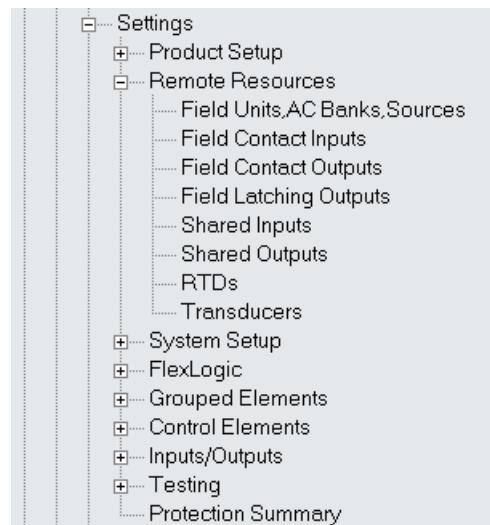 Settings
Product Setup
Remote Resources
Field Units,AC Banks,Sources
Field Contact Inputs
Field Contact Outputs
Field Latching Outputs
Shared Inputs
Shared Outputs
RTDs
Transducers
System Setup
FlexLogic
Grouped Elements
Control Elements
Inputs/Outputs
Testing
Protection Summary